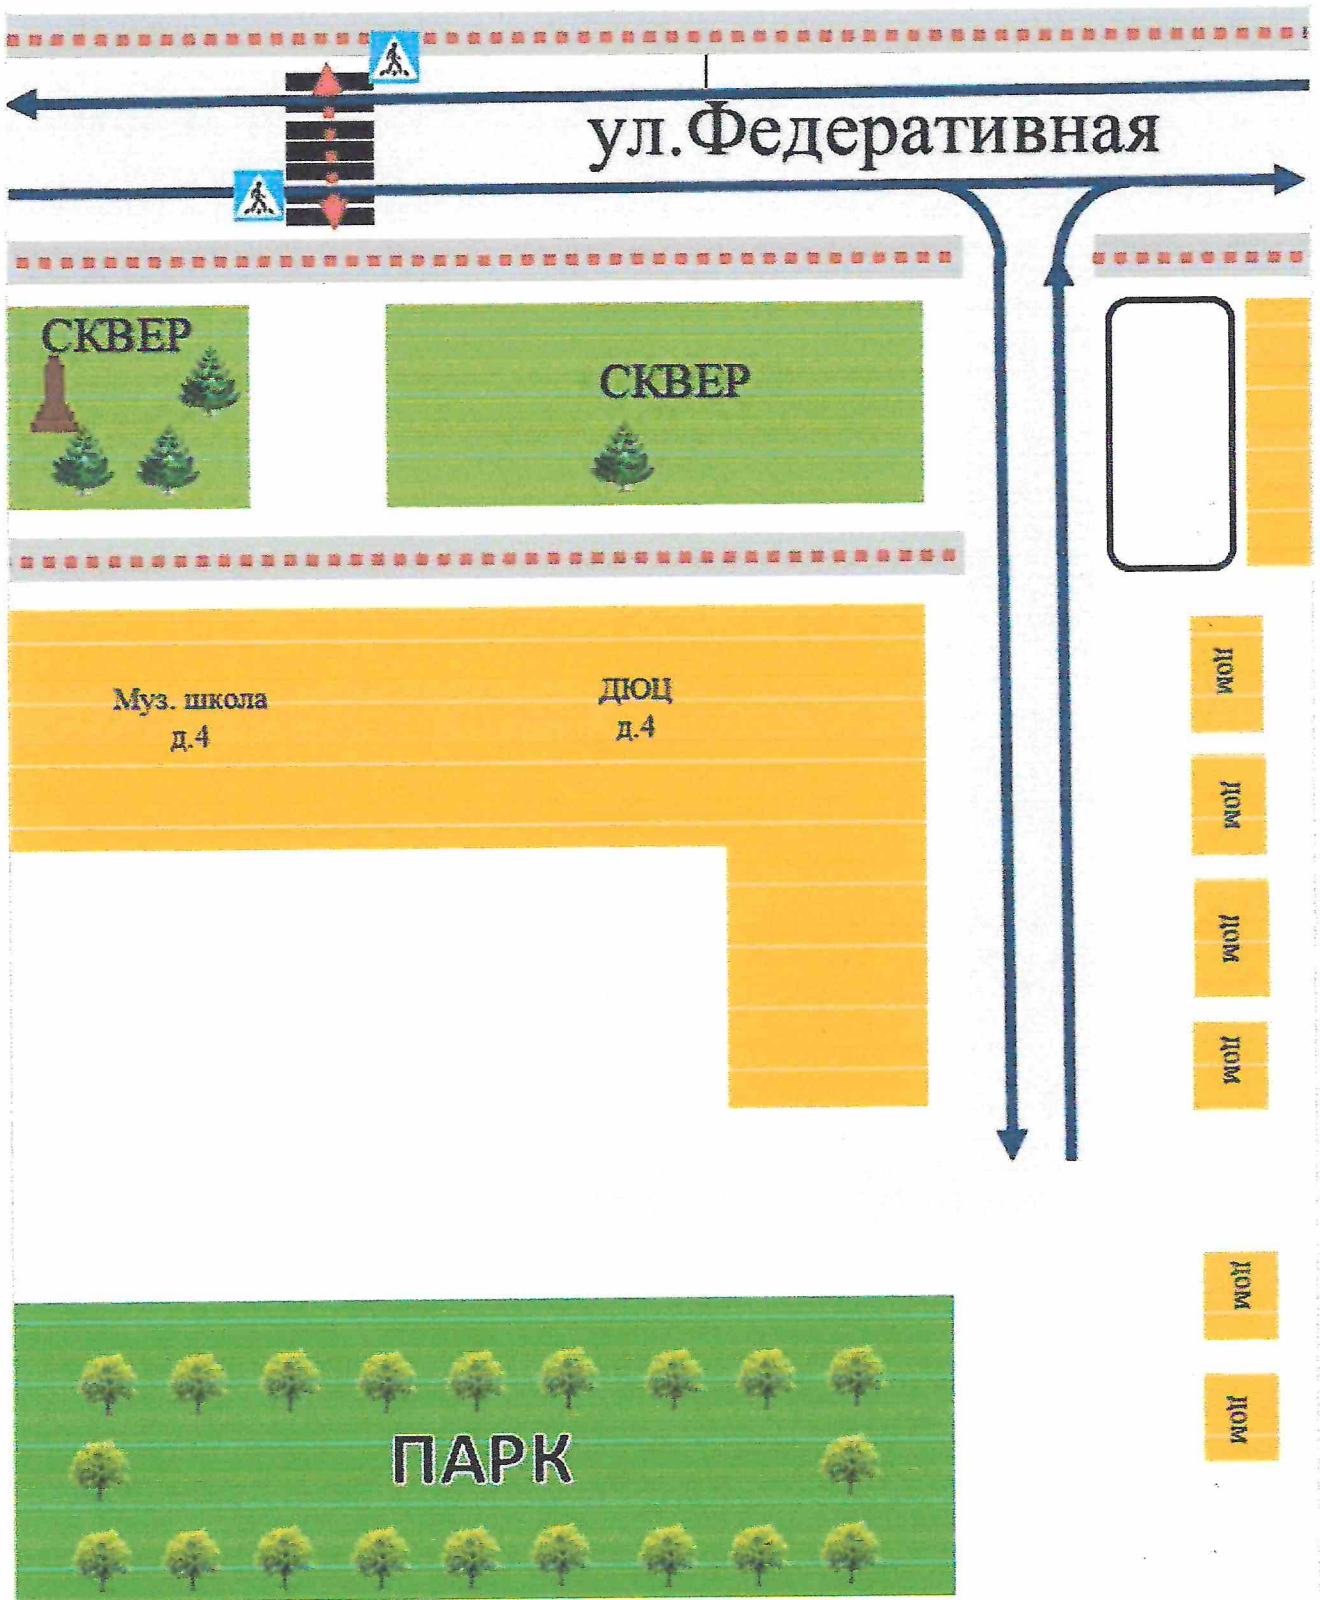 ул.Федеративная
СКВЕР
СКВЕР
Муз. школа
д.4
ДЮЦ
д.4
дом
дом
дом
дом
дом
дом
ПАРК